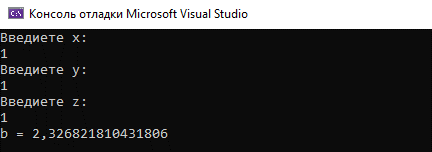 Консоль отладки Microsoft Visual Studio
Введиете x:
1
Введиете y:
1
Введиете z:
1
b = 2,326821810431806